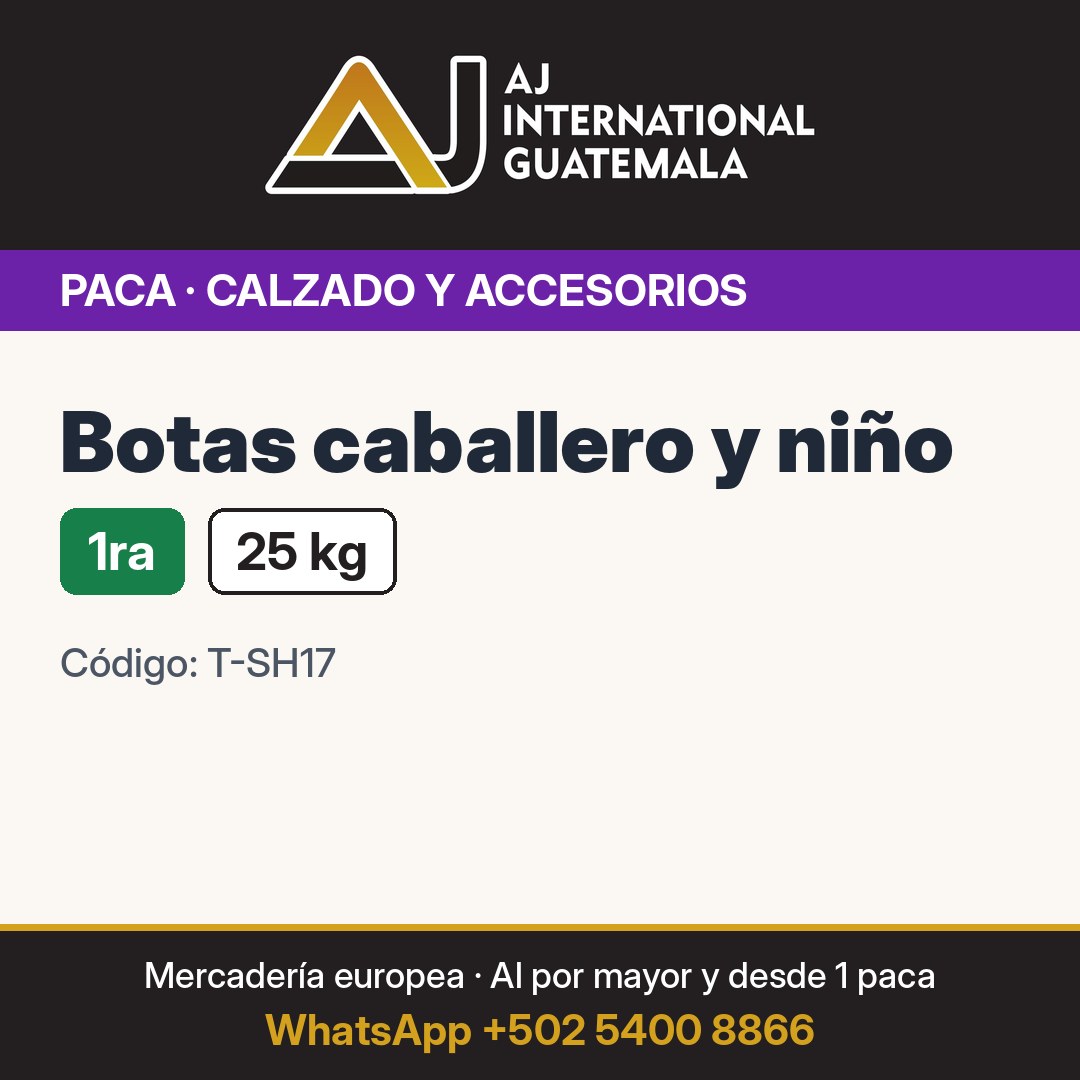 AJ
INTERNATIONAL
GUATEMALA
PACA · CALZADO Y ACCESORIOS
Botas caballero y niño
1ra
25 kg
Código: T-SH17
Mercadería europea · Al por mayor y desde 1 paca
WhatsApp +502 5400 8866